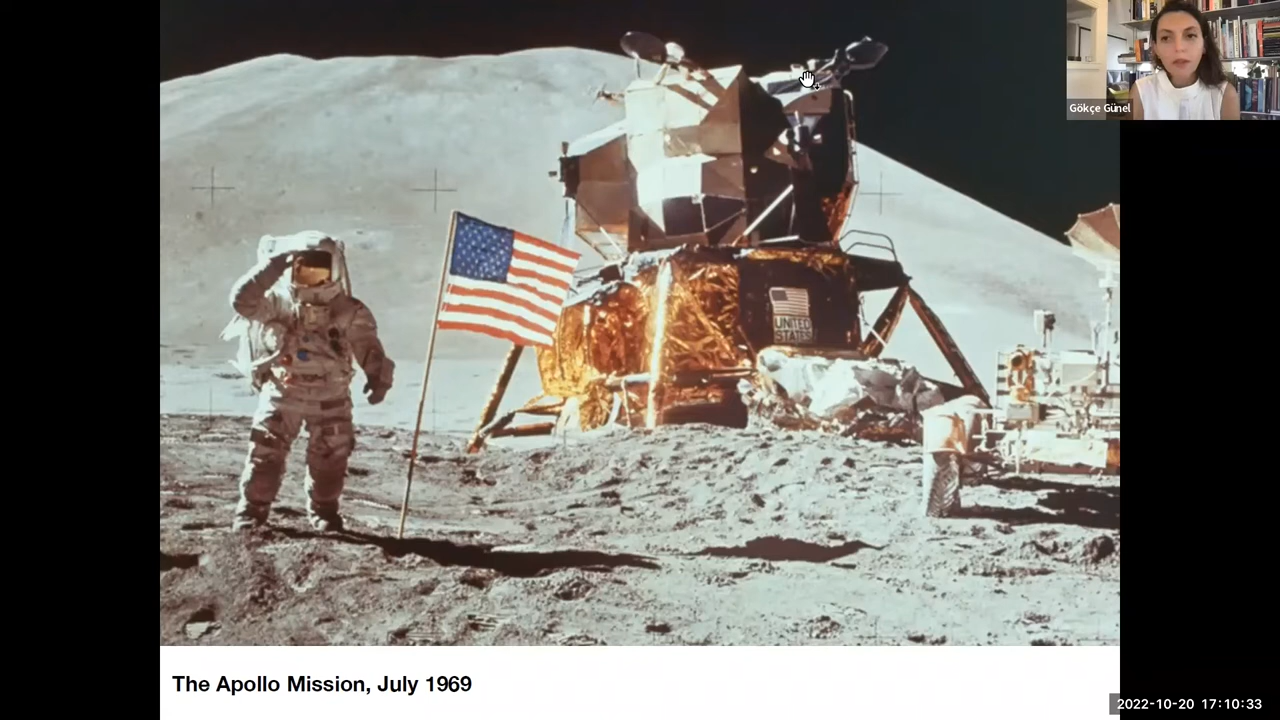 Gökçe Günel
UNITED
STATES
The Apollo Mission, July 1969
2022-10-20 17:10:33